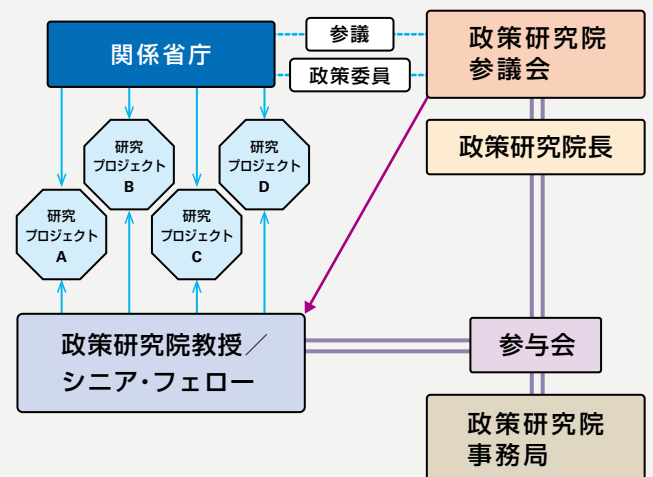 関係省庁
参議
政策委員
政策研究院
参議会
政策研究院長
研究
プロジェクト
B
研究
プロジェクト
D
研究
プロジェクト
A
研究
プロジェクト
C
政策研究院教授／
シニア・フェロー
参与会
政策研究院
事務局